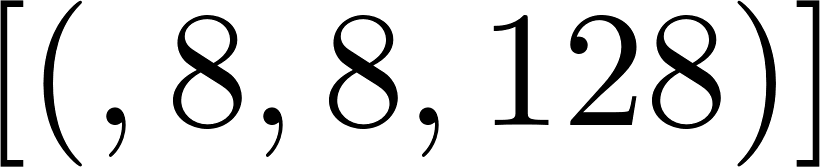 [(, 8, 8, 128)]